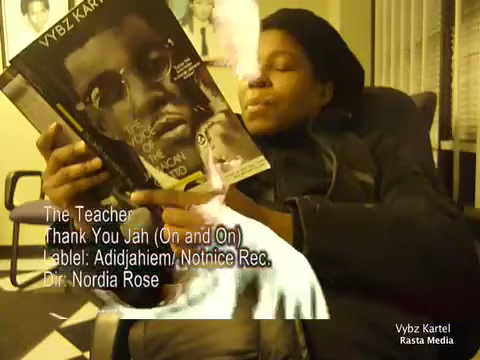 VYBZ KARTEL
THE
VOICE
OF
THE
JAMAICAN
GHETTO
The Teacher
Thank You Jah (On and On)
Lablel: Adidjahiem/ Notnice Rec.
Dir: Nordia Rose
Vybz Kartel
Rasta Media